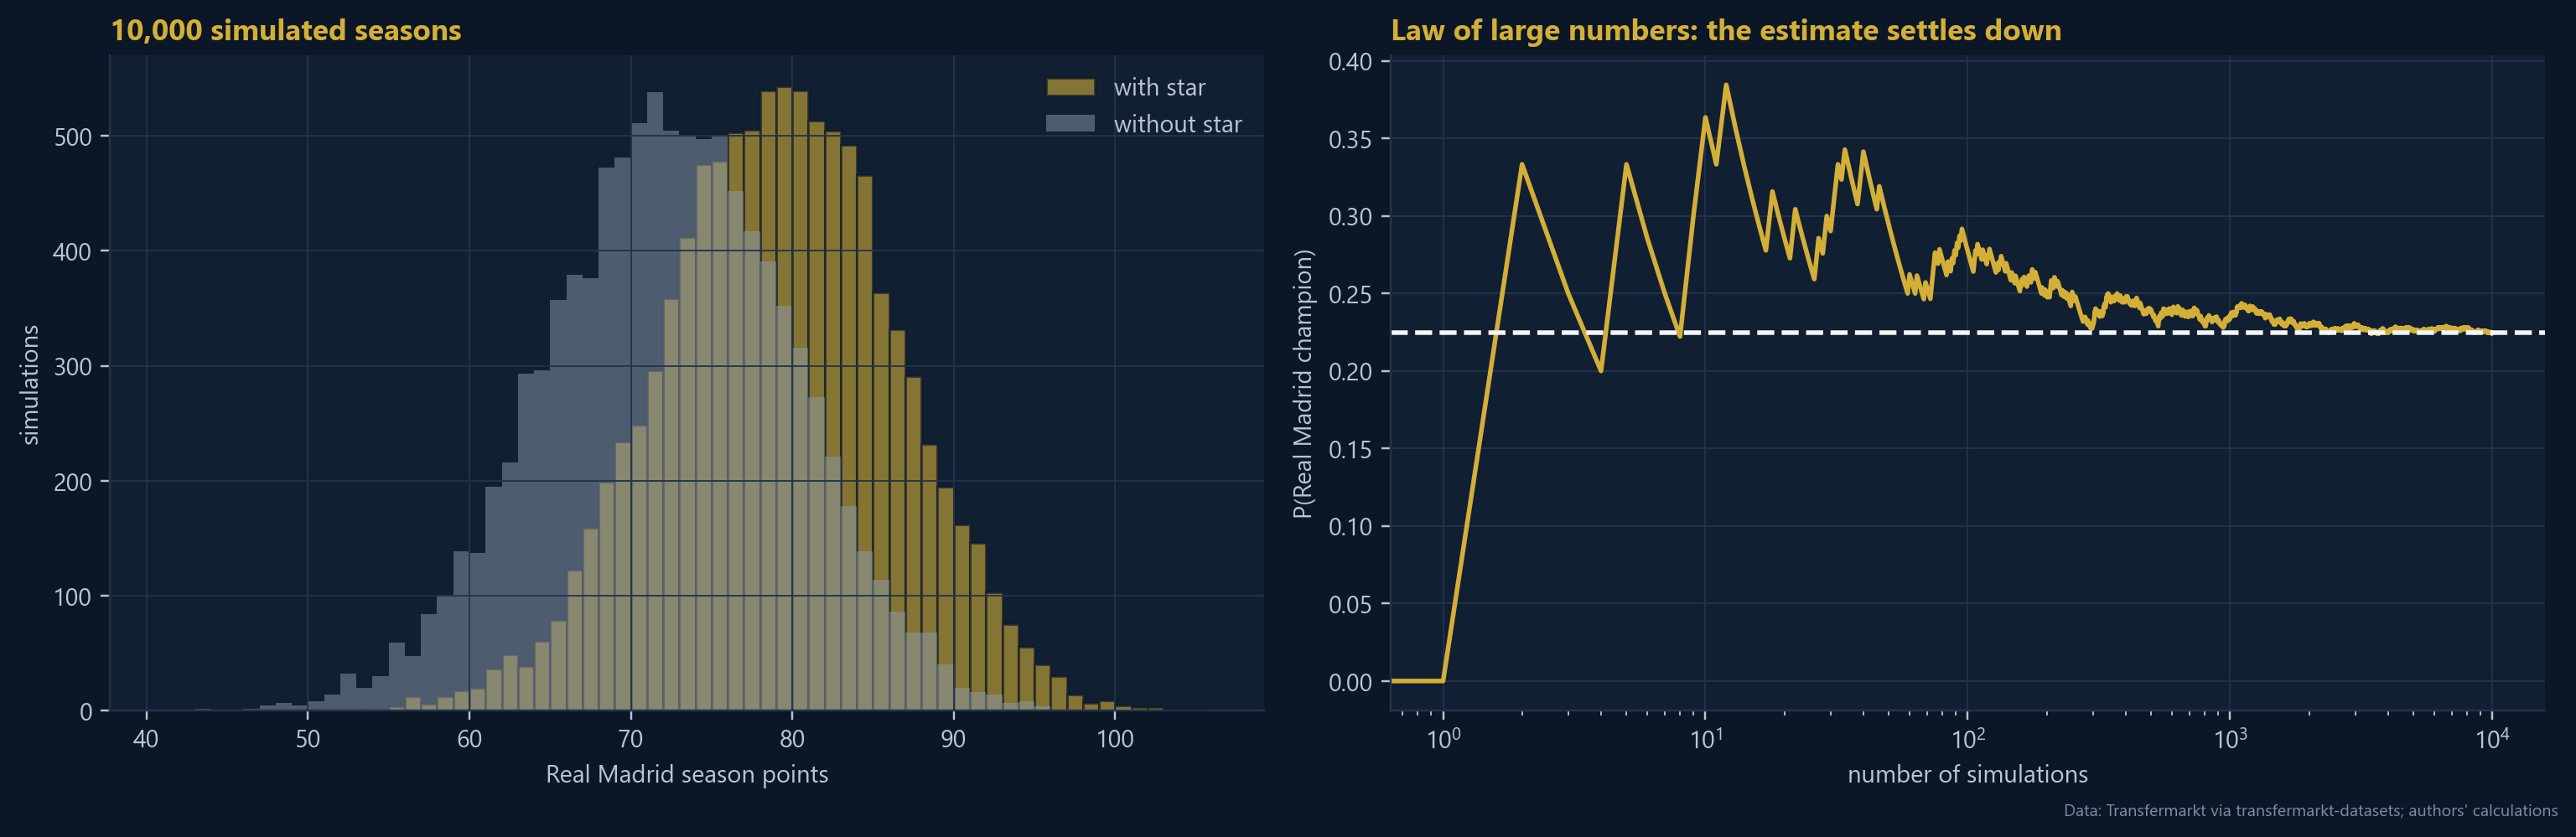 10,000 simulated seasons
with star
without star
500
400
300
200
100
0
simulations
40 50 60 70 80 90 100
Real Madrid season points
Law of large numbers: the estimate settles down
0.40
0.35
0.30
0.25
0.20
0.15
0.10
0.05
0.00
P(Real Madrid champion)
10⁰ 10¹ 10² 10³ 10⁴
number of simulations
Data: Transfermarkt via transfermarkt-datasets; authors' calculations